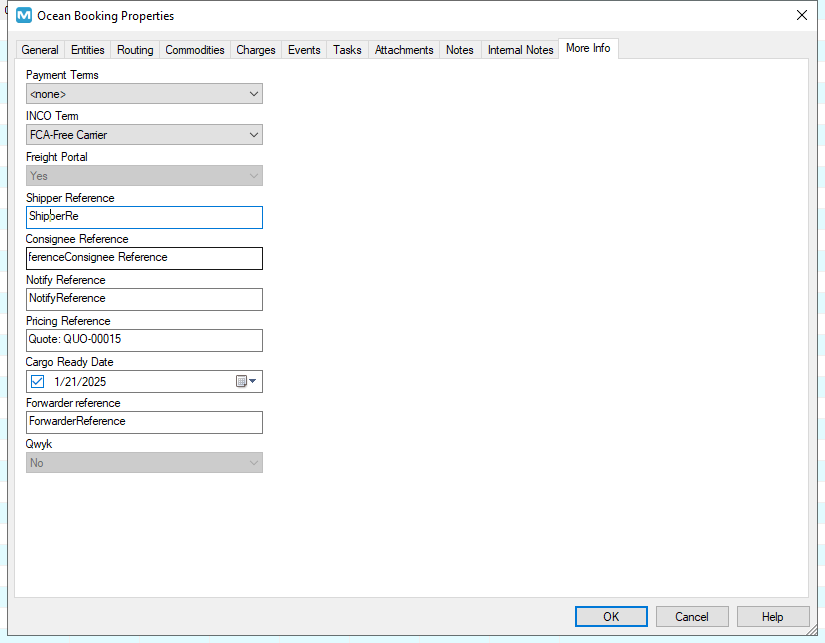 Ocean Booking Properties
General Entities Routing Commodities Charges Events Tasks Attachments Notes Internal Notes More Info
Payment Terms
<none>
INCO Term
FCA-Free Carrier
Freight Portal
Yes
Shipper Reference
ShipperRe
Consignee Reference
ferenceConsignee Reference
Notify Reference
NotifyReference
Pricing Reference
Quote: QUO-00015
Cargo Ready Date
1/21/2025
Forwarder reference
ForwarderReference
Qwyk
No
OK Cancel Help